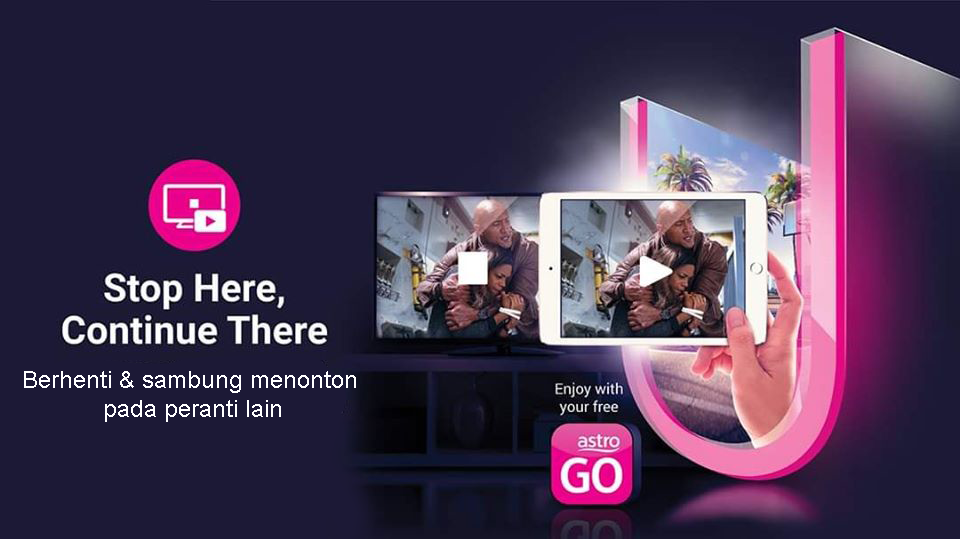 Stop Here,
Continue There
Berhenti & sambung menonton
pada peranti lain
Enjoy with
your free
astro
GO